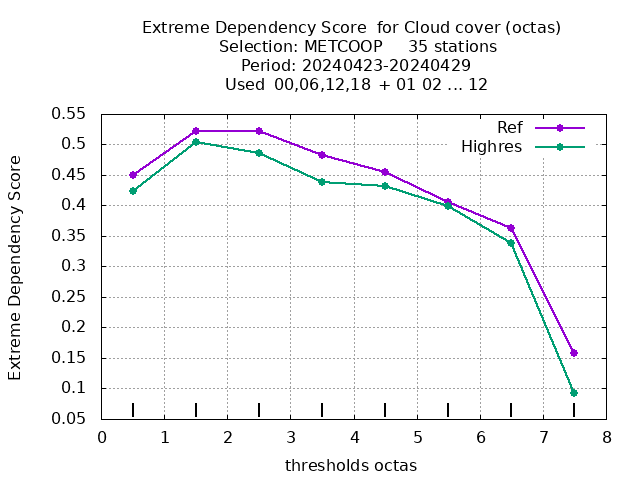 Extreme Dependency Score  for Cloud cover (octas)
Selection: METCOOP     35 stations
Period: 20240423-20240429
Used  00,06,12,18 + 01 02 ... 12
Ref
Highres
Extreme Dependency Score
0.55
0.5
0.45
0.4
0.35
0.3
0.25
0.2
0.15
0.1
0.05
0 1 2 3 4 5 6 7 8
thresholds octas